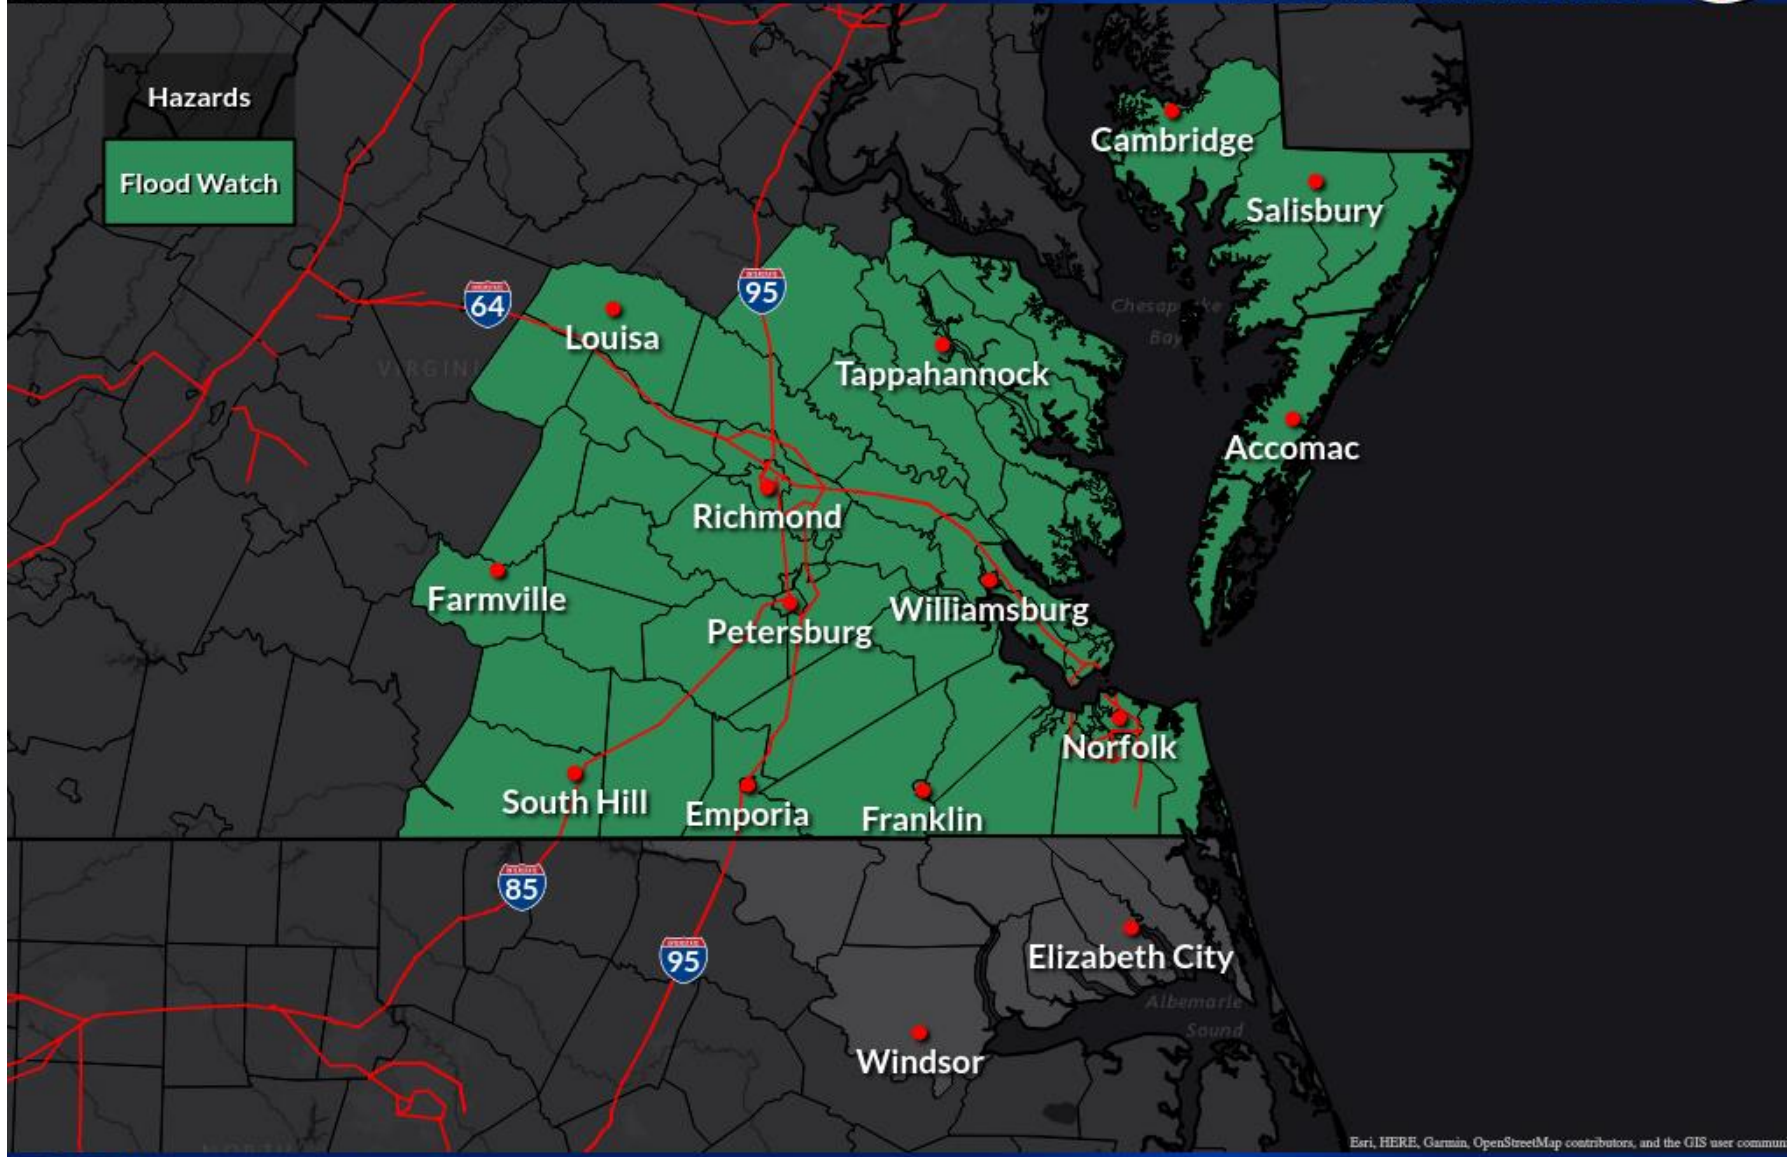 Hazards
Flood Watch
Cambridge
Salisbury
64
95
Louisa
Chesapeake
Bay
VIRGINI
Tappahannock
Accomac
Richmond
Farmville
Williamsburg
Petersburg
Norfolk
South Hill
Emporia
Franklin
85
95
Elizabeth City
Albemarle
Sound
Windsor
Esri, HERE, Garmin, OpenStreetMap contributors, and the GIS user commun